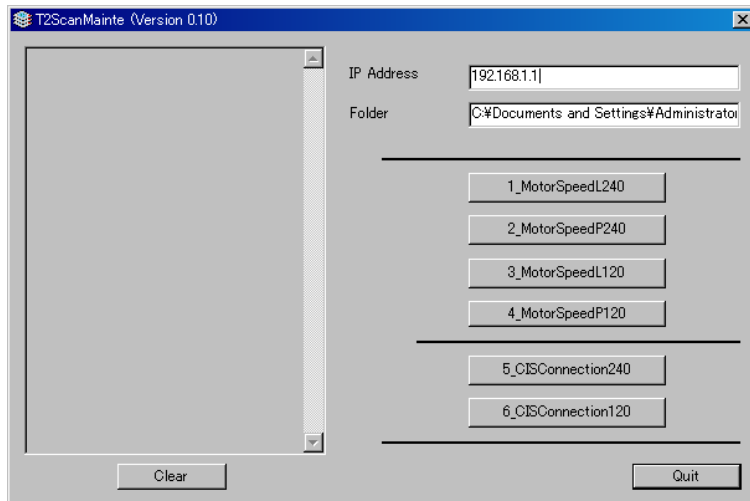 T2ScanMainte (Version 0.10)
IP Address
192.168.1.1
Folder
C:¥Documents and Settings¥Administrator
1_MotorSpeedL240
2_MotorSpeedP240
3_MotorSpeedL120
4_MotorSpeedP120
5_CISConnection240
6_CISConnection120
Clear
Quit